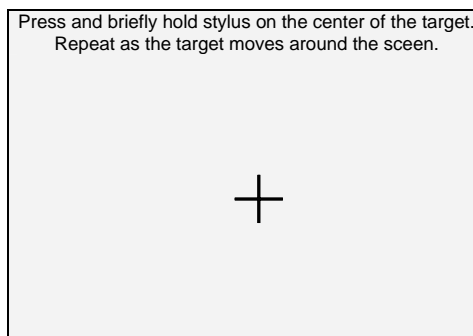 Press and briefly hold stylus on the center of the target.
Repeat as the target moves around the sceen.